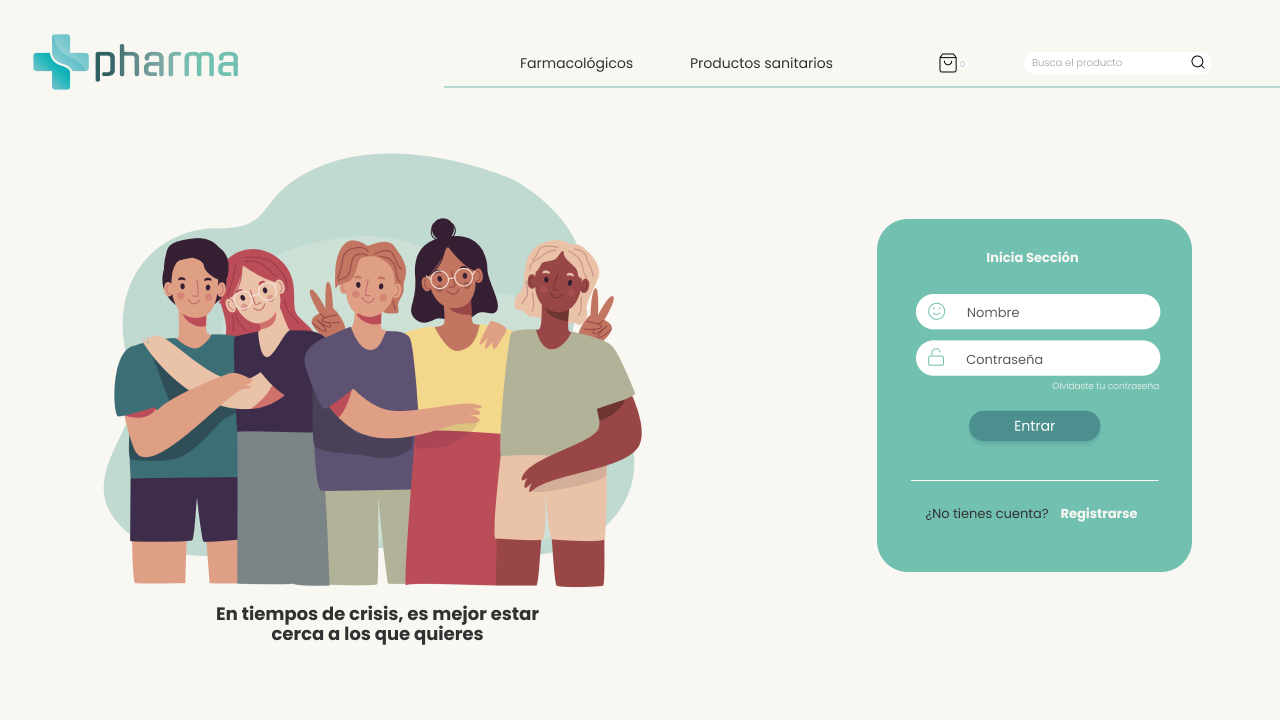 pharma
Farmacológicos
Productos sanitarios
0
Busca el producto
Inicia Sección
Nombre
Contraseña
Olvidaste tu contraseña
Entrar
¿No tienes cuenta? Registrarse
En tiempos de crisis, es mejor estar
cerca a los que quieres